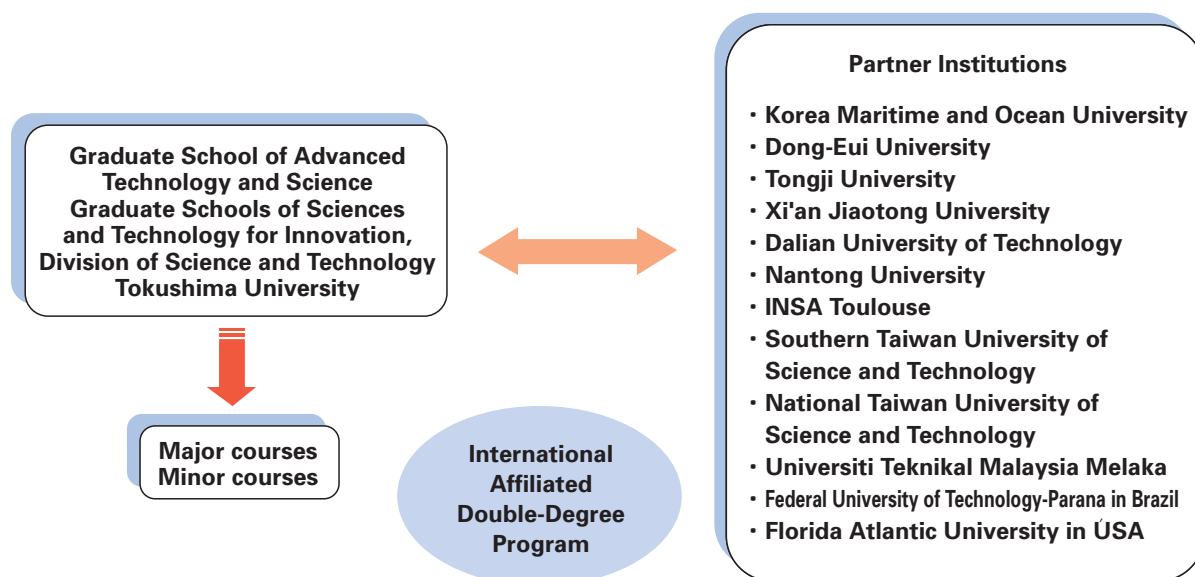 Graduate School of Advanced
Technology and Science
Graduate Schools of Sciences
and Technology for Innovation,
Division of Science and Technology
Tokushima University
Major courses
Minor courses
International
Affiliated
Double-Degree
Program
Partner Institutions
・Korea Maritime and Ocean University
・Dong-Eui University
・Tongji University
・Xi'an Jiaotong University
・Dalian University of Technology
・Nantong University
・INSA Toulouse
・Southern Taiwan University of
Science and Technology
・National Taiwan University of
Science and Technology
・Universiti Teknikal Malaysia Melaka
・Federal University of Technology-Parana in Brazil
・Florida Atlantic University in USA